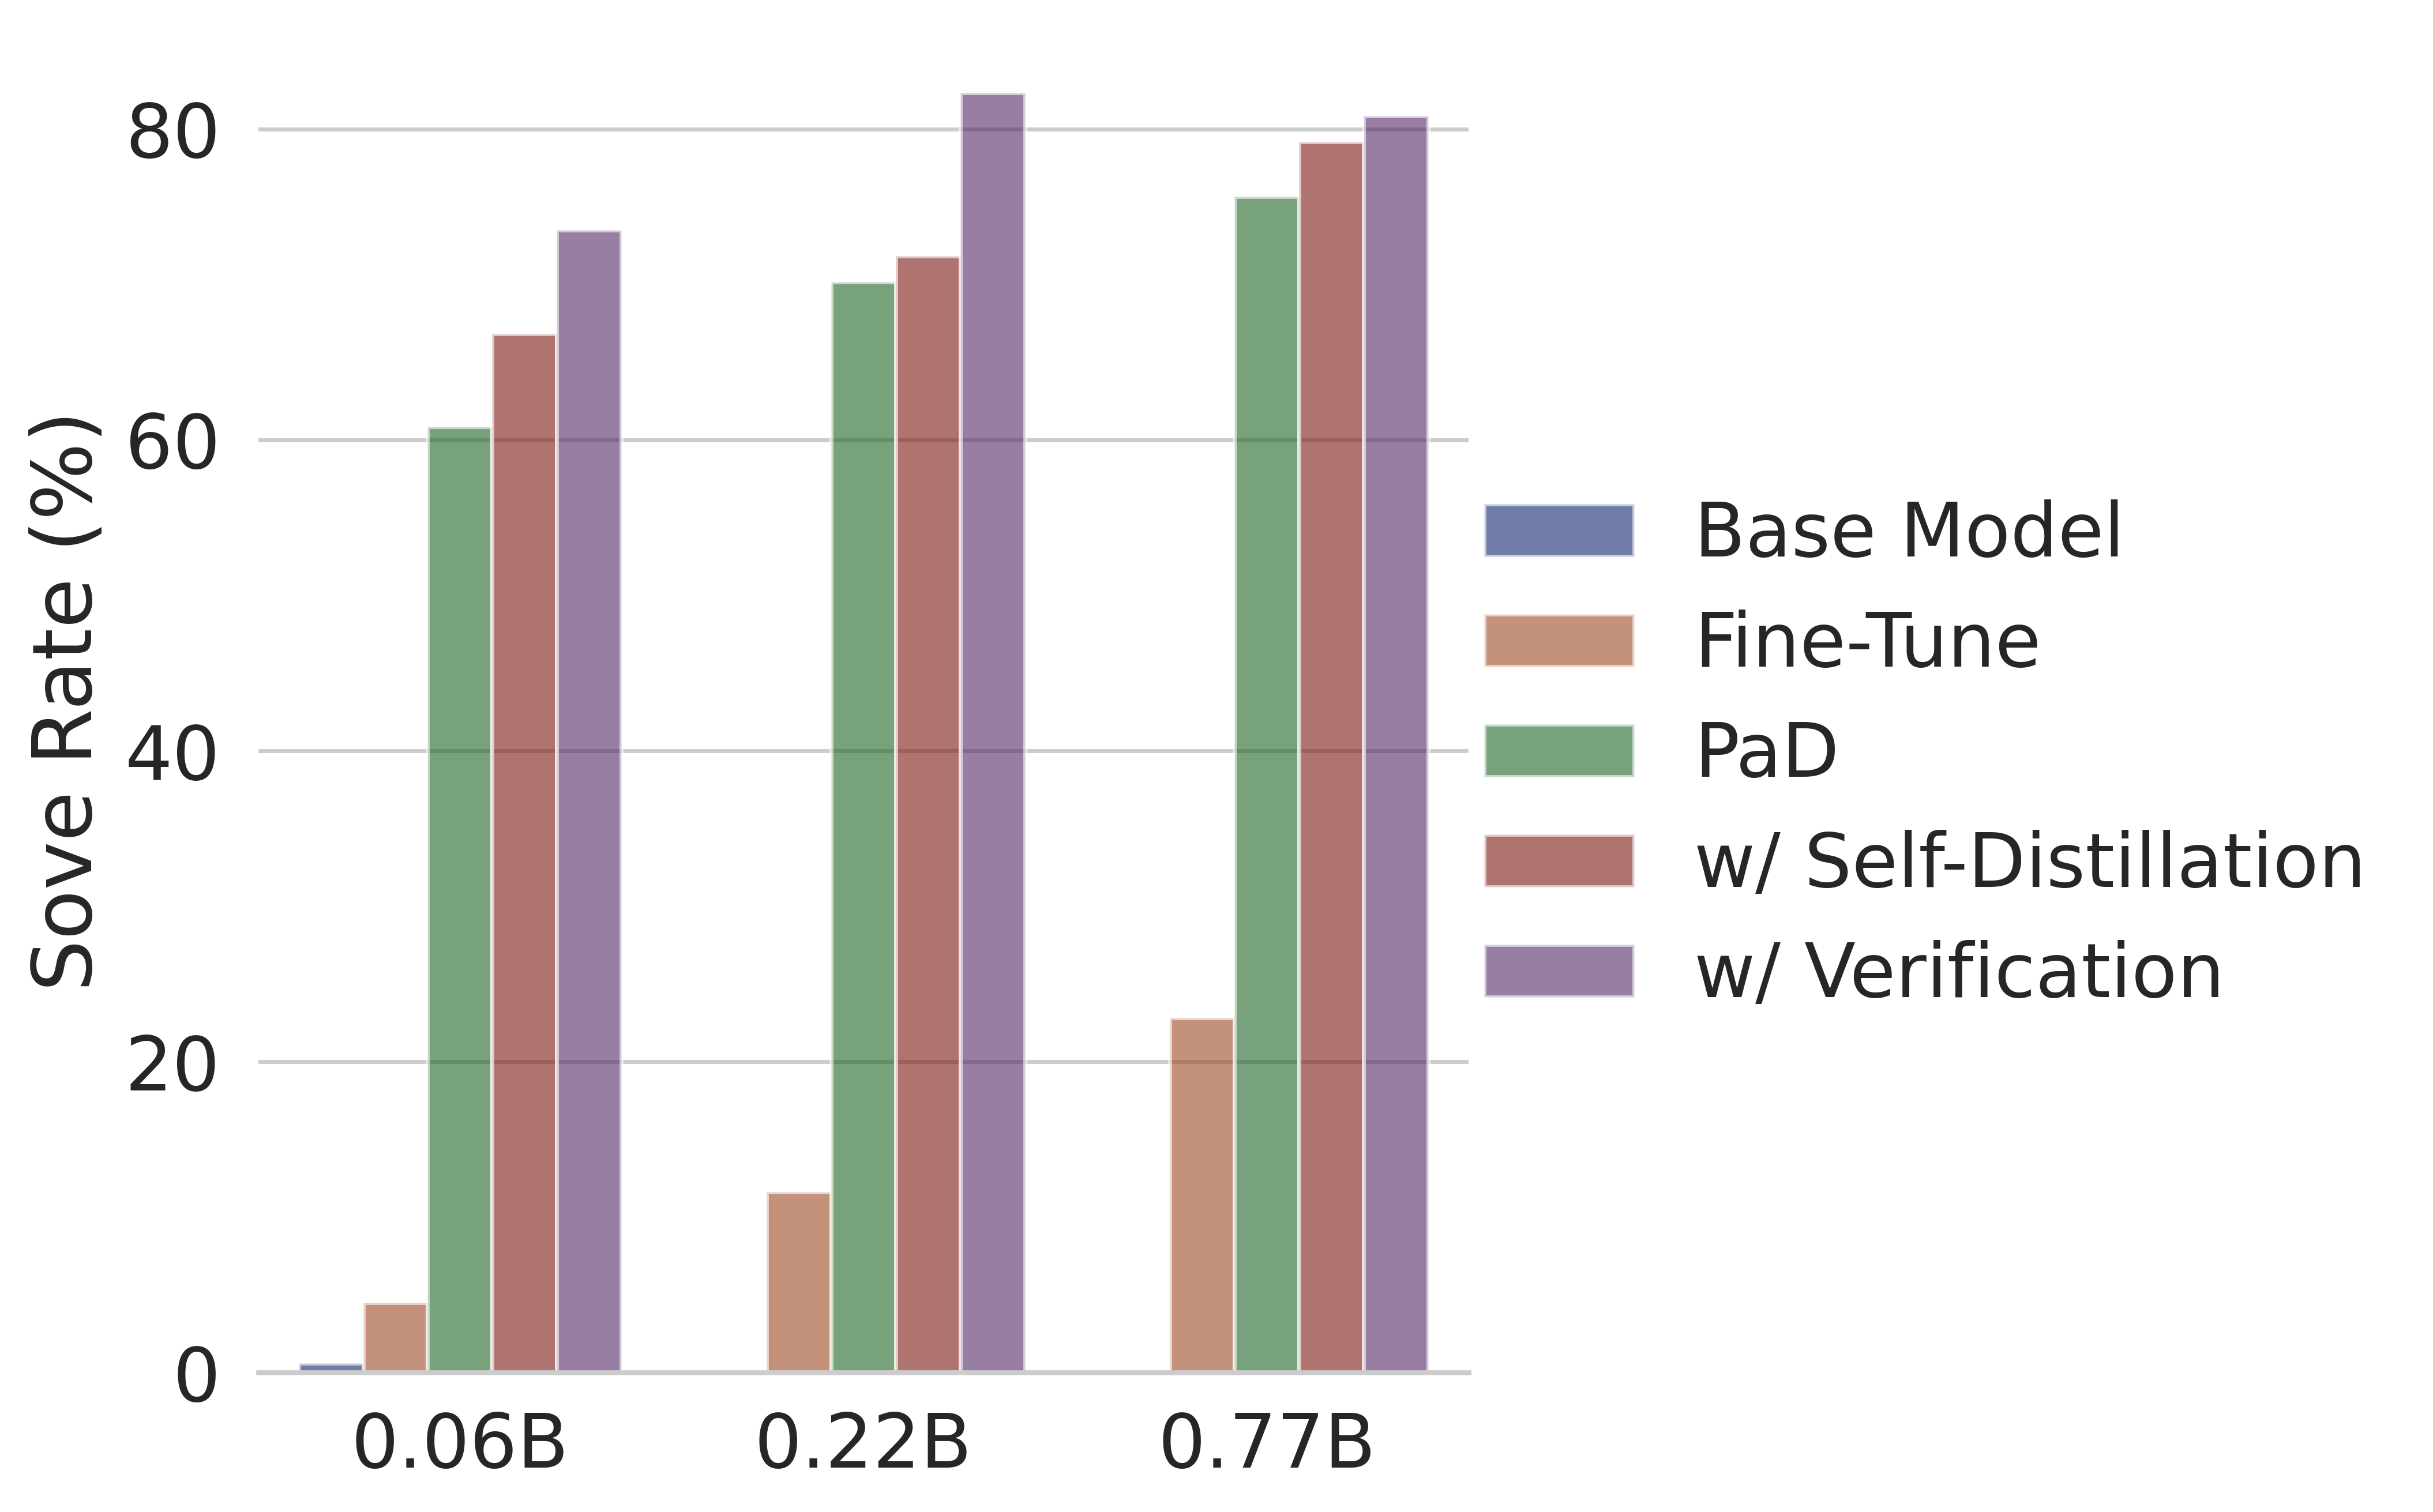 Sove Rate (%)
80
60
40
20
0
0.06B 0.22B 0.77B
Base Model
Fine-Tune
PaD
w/ Self-Distillation
w/ Verification